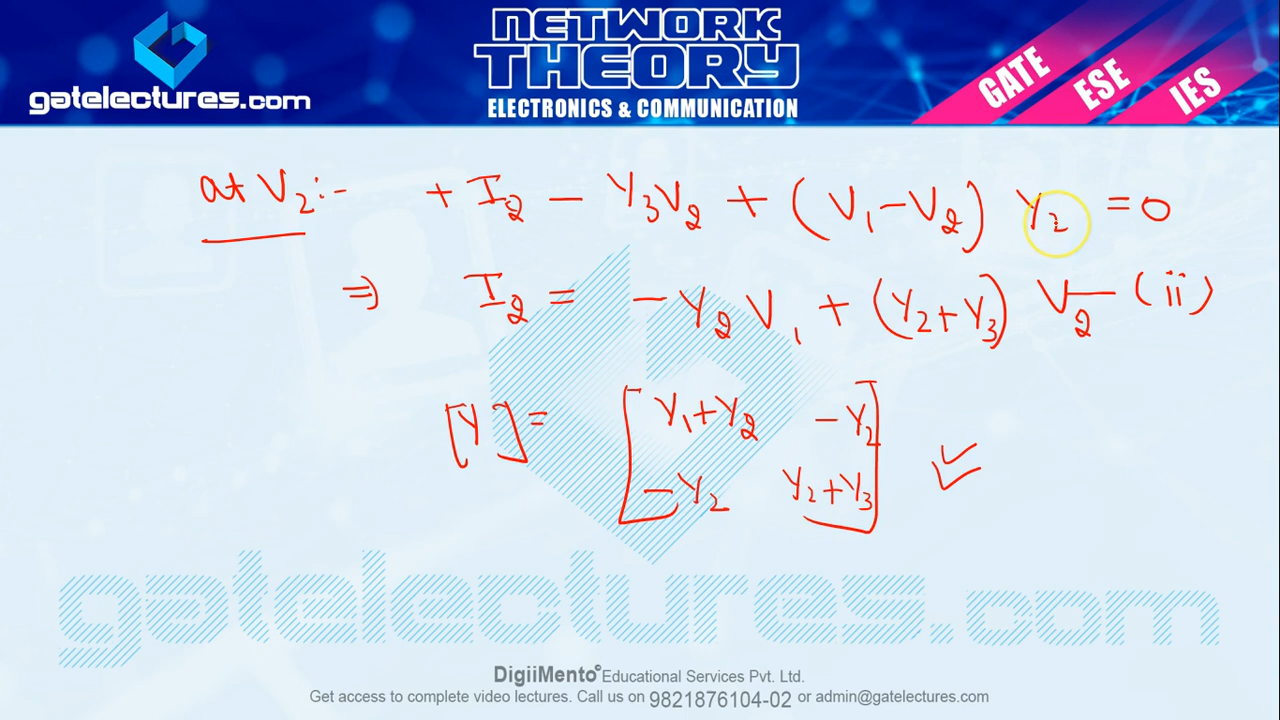 gatelectures.com
NETWORK
THEORY
ELECTRONICS & COMMUNICATION
GATE
ESE
IES
at V₂:- + I₂ - Y₃V₂ + (V₁-V₂) Y₂ = 0
⇒ I₂ = - Y₂ V₁ + (Y₂+Y₃) V₂ — (ii)
[Y] = [ Y₁+Y₂ - Y₂
- Y₂ Y₂+Y₃ ]
gatelectures.com
DigiiMento© Educational Services Pvt. Ltd.
Get access to complete video lectures. Call us on 9821876104-02 or admin@gatelectures.com